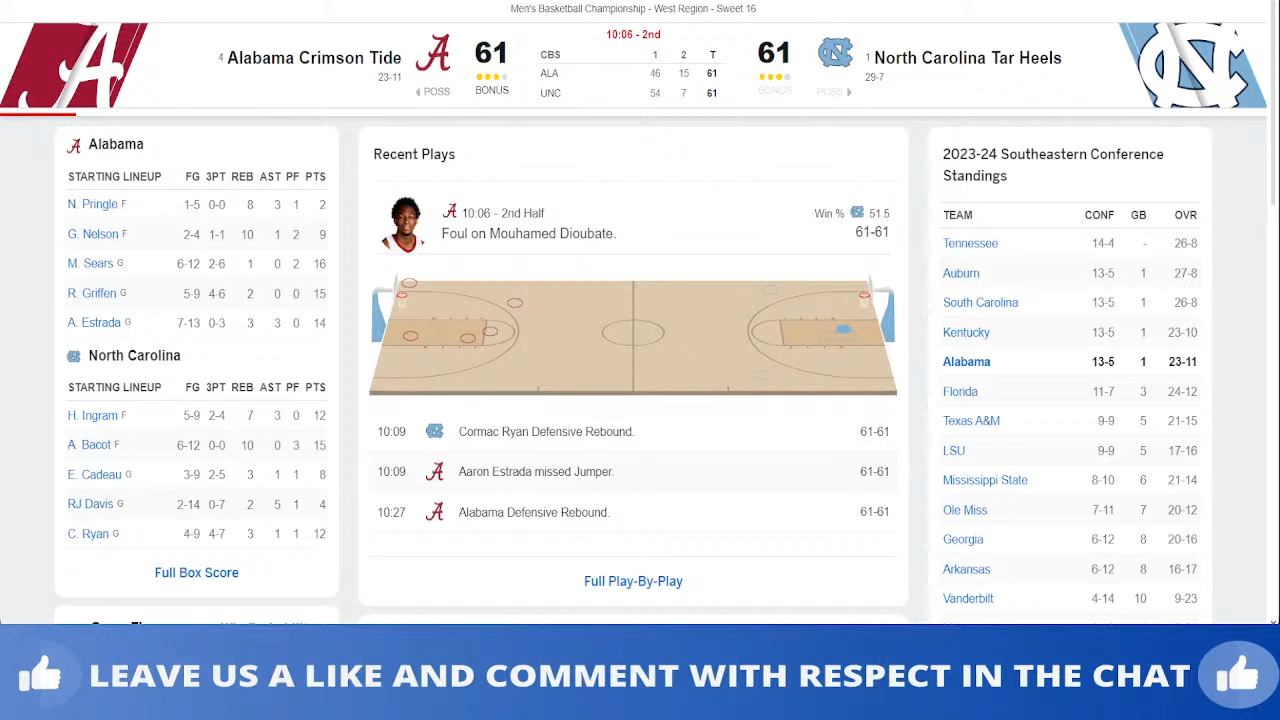 Men's Basketball Championship - West Region - Sweet 16
4 Alabama Crimson Tide
23-11
POSS
61
BONUS
10:06 - 2nd
CBS 1 2 T
ALA 46 15 61
UNC 54 7 61
61
BONUS
POSS
1 North Carolina Tar Heels
29-7
Alabama
STARTING LINEUP FG 3PT REB AST PF PTS
N. Pringle F 1-5 0-0 8 3 1 2
G. Nelson F 2-4 1-1 10 1 2 9
M. Sears G 6-12 2-6 1 0 2 16
R. Griffen G 5-9 4-6 2 0 0 15
A. Estrada G 7-13 0-3 3 3 0 14
North Carolina
STARTING LINEUP FG 3PT REB AST PF PTS
H. Ingram F 5-9 2-4 7 3 0 12
A. Bacot F 6-12 0-0 10 0 3 15
E. Cadeau G 3-9 2-5 3 1 1 8
RJ Davis G 2-14 0-7 2 5 1 4
C. Ryan G 4-9 4-7 3 1 1 12
Full Box Score
Recent Plays
10:06 - 2nd Half
Foul on Mouhamed Dioubate.
Win % 51.5
61-61
10:09 Cormac Ryan Defensive Rebound. 61-61
10:09 Aaron Estrada missed Jumper. 61-61
10:27 Alabama Defensive Rebound. 61-61
Full Play-By-Play
2023-24 Southeastern Conference
Standings
TEAM CONF GB OVR
Tennessee 14-4 - 26-8
Auburn 13-5 1 27-8
South Carolina 13-5 1 26-8
Kentucky 13-5 1 23-10
Alabama 13-5 1 23-11
Florida 11-7 3 24-12
Texas A&M 9-9 5 21-15
LSU 9-9 5 17-16
Mississippi State 8-10 6 21-14
Ole Miss 7-11 7 20-12
Georgia 6-12 8 20-16
Arkansas 6-12 8 16-17
Vanderbilt 4-14 10 9-23
LEAVE US A LIKE AND COMMENT WITH RESPECT IN THE CHAT